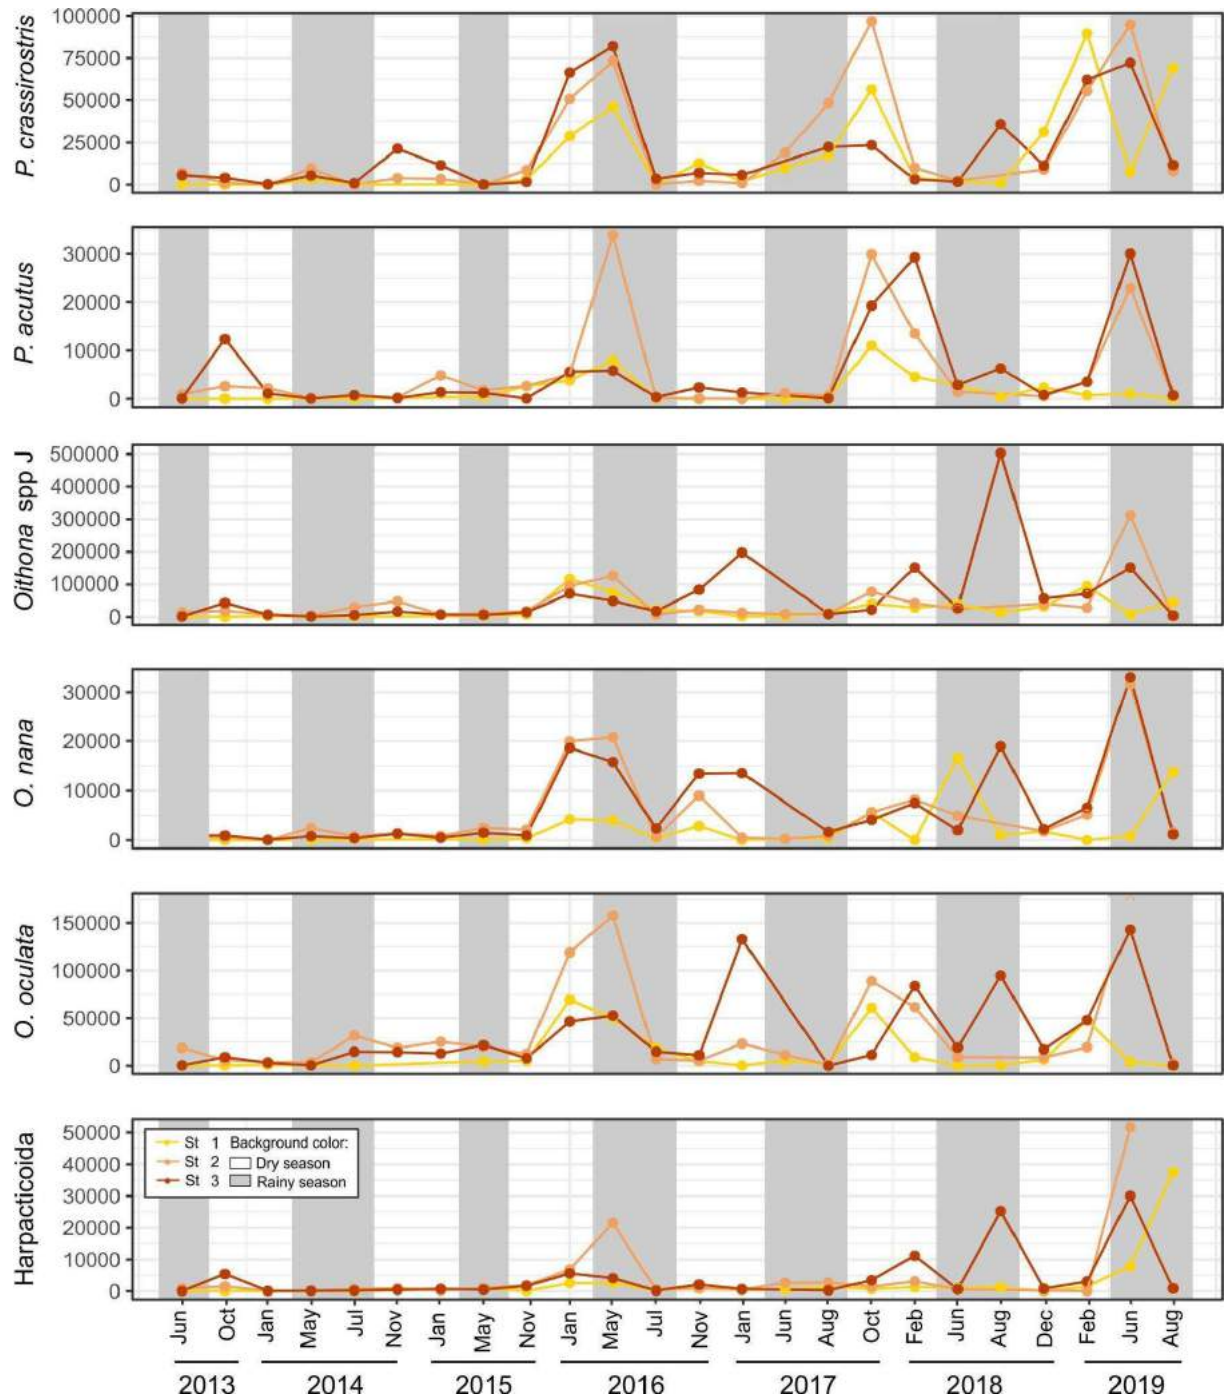 P. crassirostris
100000
75000
50000
25000
0
P. acutus
30000
20000
10000
0
Oithona spp J
500000
400000
300000
200000
100000
0
O. nana
30000
20000
10000
0
O. oculata
150000
100000
50000
0
Harpacticoida
50000
40000
30000
20000
10000
0
St 1 Background color:
St 2 Dry season
St 3 Rainy season
Jun Oct Jan May Jul Nov Jan May Nov Jan May Jul Nov Jan Jun Aug Oct Feb Jun Aug Dec Feb Jun Aug
2013 2014 2015 2016 2017 2018 2019